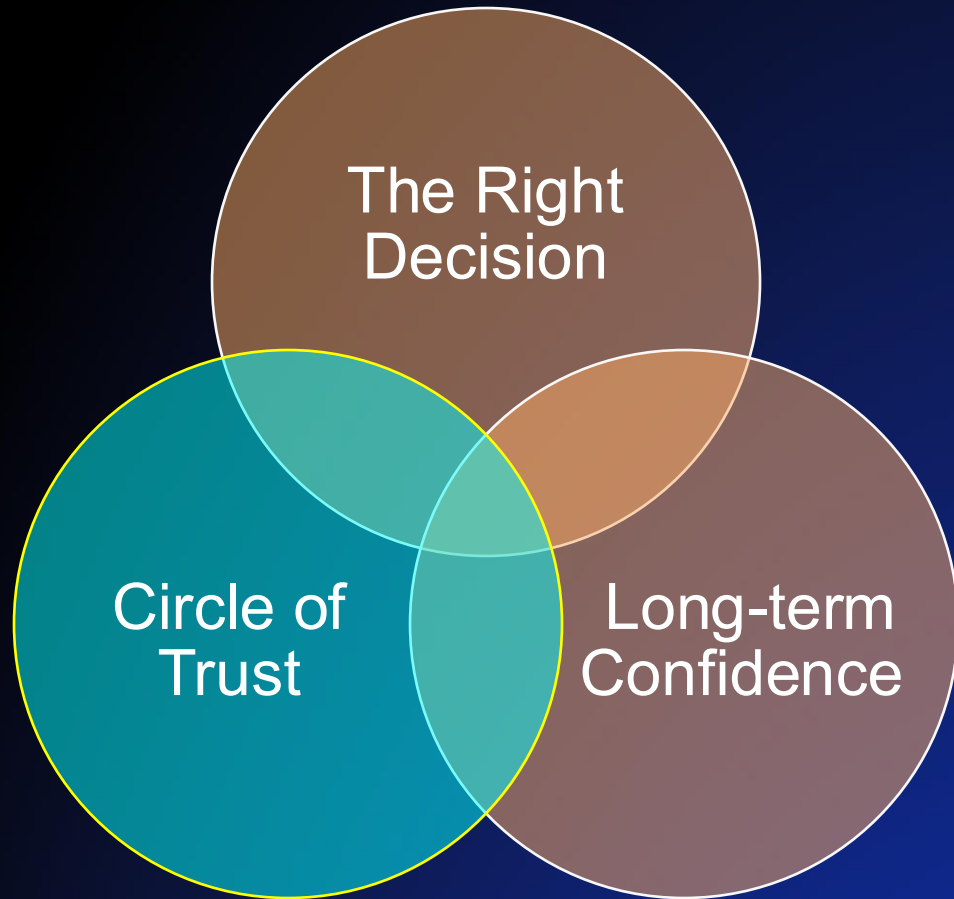 The Right
Decision
Circle of
Trust
Long-term
Confidence